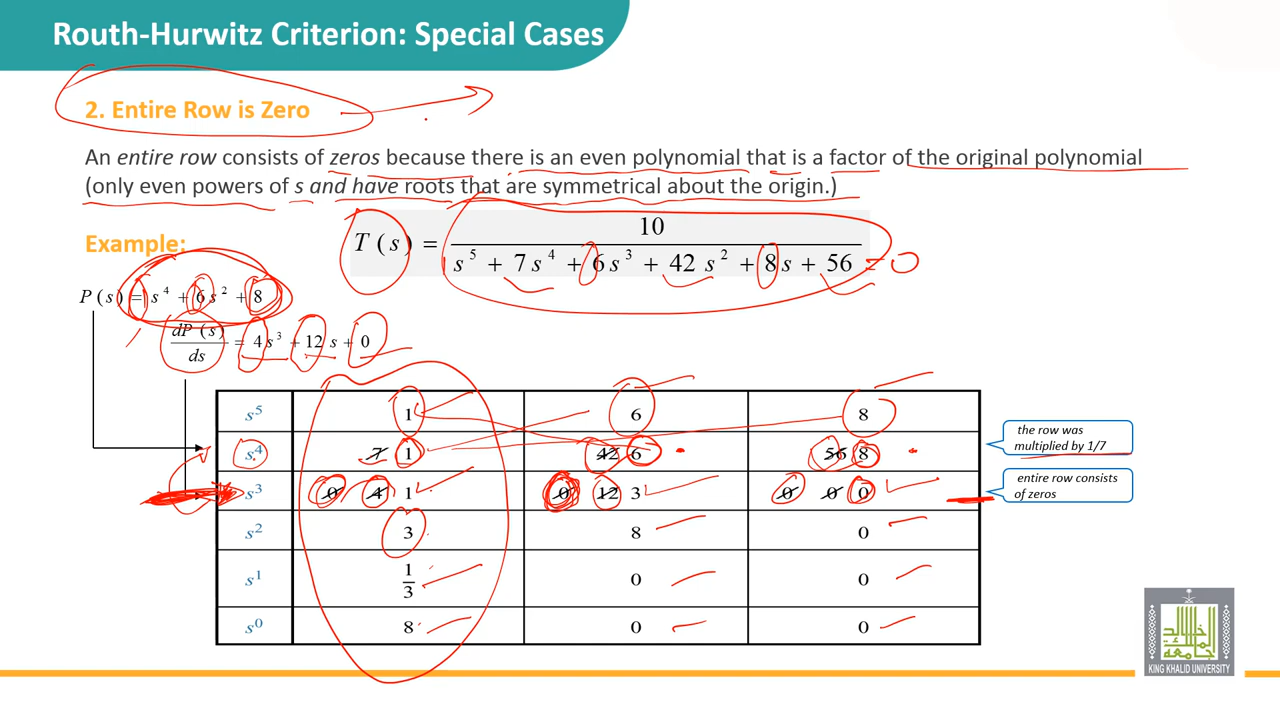 Routh-Hurwitz Criterion: Special Cases
2. Entire Row is Zero
An entire row consists of zeros because there is an even polynomial that is a factor of the original polynomial
(only even powers of s and have roots that are symmetrical about the origin.)
T(s) = 10 / (s^5 + 7s^4 + 6s^3 + 42s^2 + 8s + 56) = 0
Example:
P(s) = 1s^4 + 6s^2 + 8
dP(s)/ds = 4s^3 + 12s + 0
s^5 1 6 8
s^4 7 1 42 6 56 8
the row was
multiplied by 1/7
s^3 0 4 1 0 12 3 0 0 0
entire row consists
of zeros
s^2 3 8 0
s^1 1/3 0 0
s^0 8 0 0
جامعة الملك خالد
KING KHALID UNIVERSITY